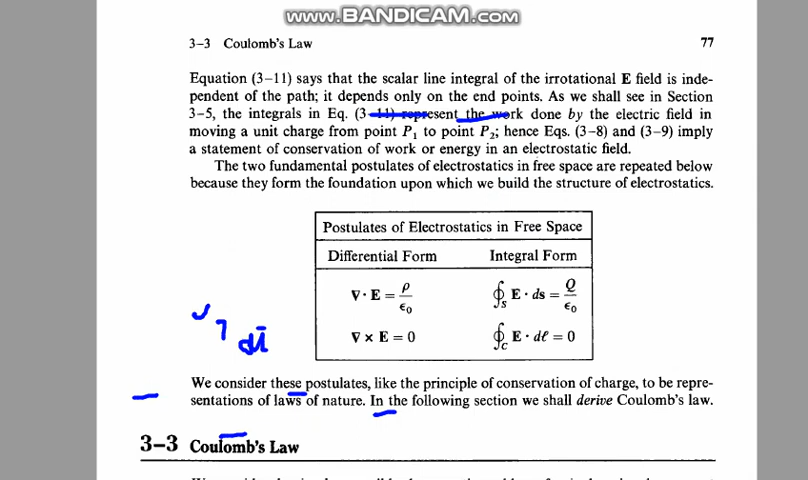 www.BANDICAM.com
3–3 Coulomb's Law 77
Equation (3–11) says that the scalar line integral of the irrotational E field is inde-
pendent of the path; it depends only on the end points. As we shall see in Section
3–5, the integrals in Eq. (3–11) represent the work done by the electric field in
moving a unit charge from point P₁ to point P₂; hence Eqs. (3–8) and (3–9) imply
a statement of conservation of work or energy in an electrostatic field.
The two fundamental postulates of electrostatics in free space are repeated below
because they form the foundation upon which we build the structure of electrostatics.
Postulates of Electrostatics in Free Space
Differential Form Integral Form
∇ · E = ρ/ϵ₀ ∮_S E · ds = Q/ϵ₀
∇ × E = 0 ∮_C E · dℓ = 0
We consider these postulates, like the principle of conservation of charge, to be repre-
sentations of laws of nature. In the following section we shall derive Coulomb's law.
3–3 Coulomb's Law